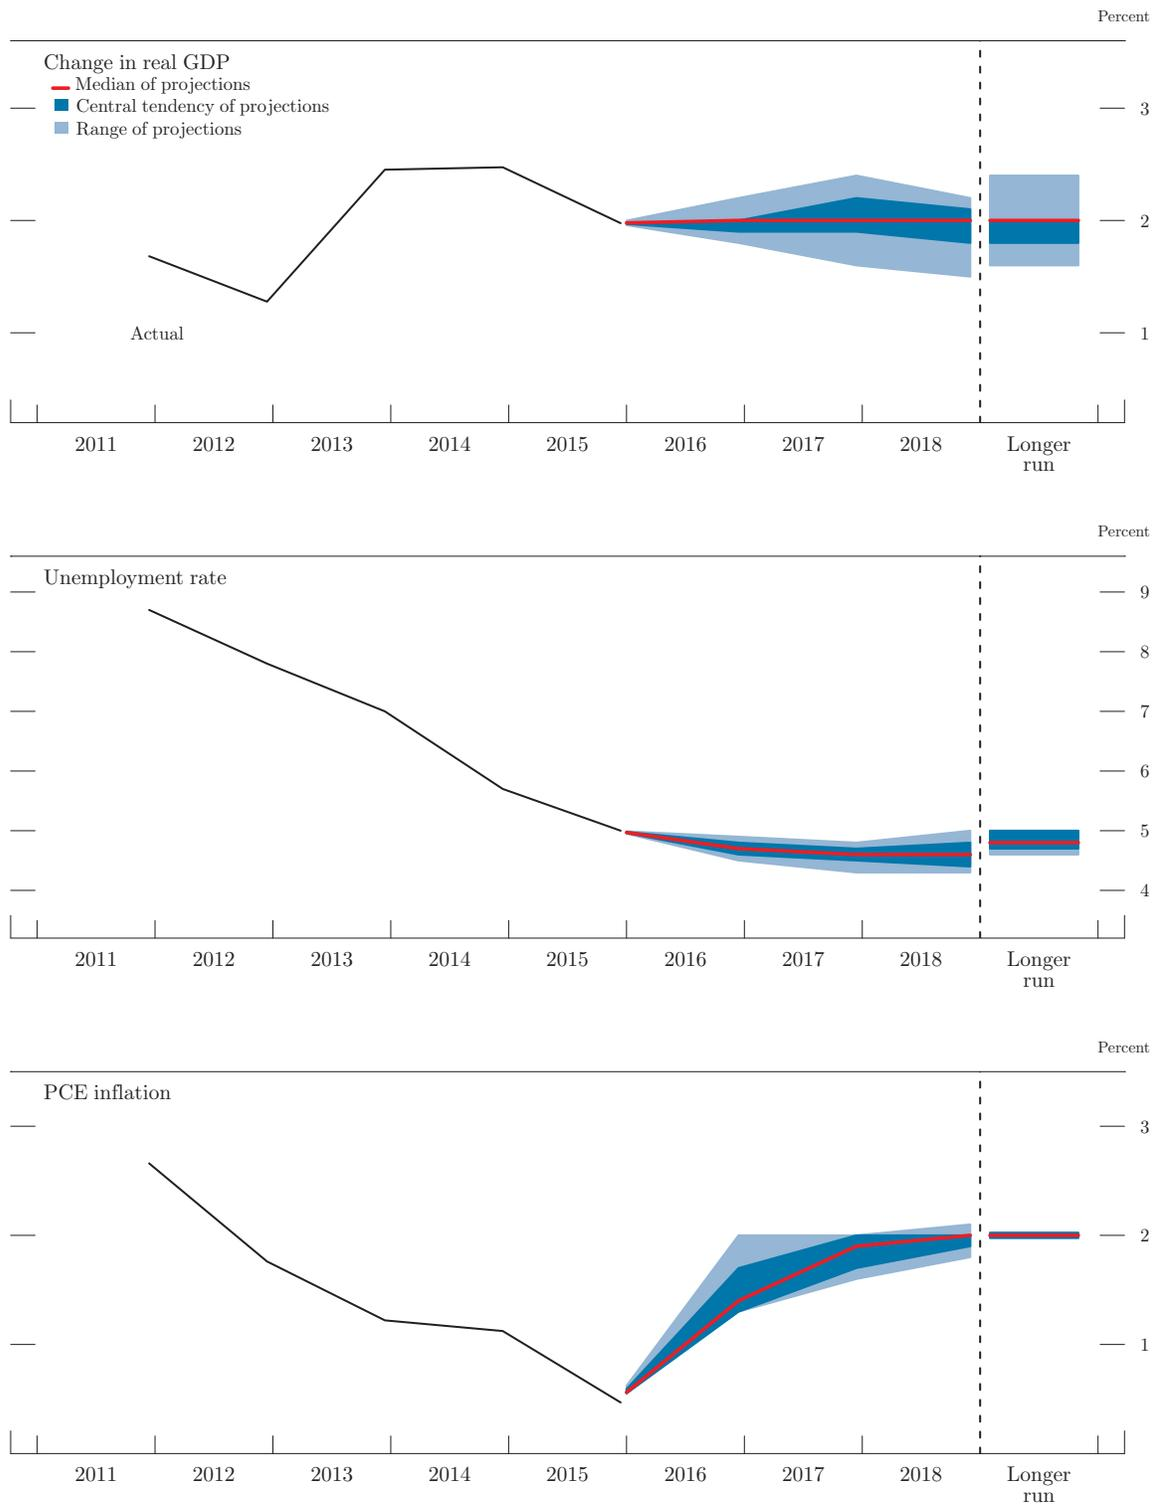 Percent
Change in real GDP
Median of projections
Central tendency of projections
Range of projections
3
2
1
Actual
2011 2012 2013 2014 2015 2016 2017 2018 Longer
run
Percent
Unemployment rate
9
8
7
6
5
4
2011 2012 2013 2014 2015 2016 2017 2018 Longer
run
Percent
PCE inflation
3
2
1
2011 2012 2013 2014 2015 2016 2017 2018 Longer
run